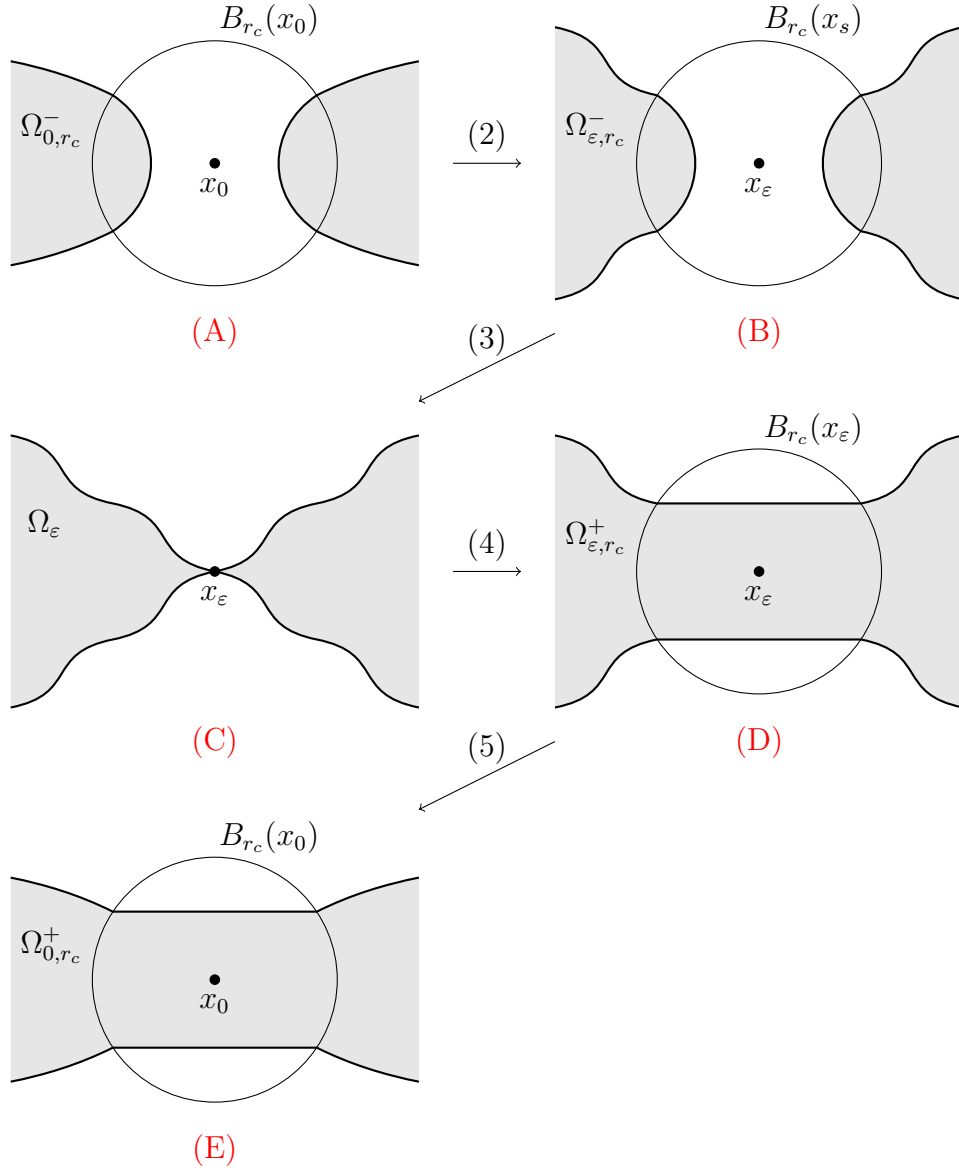 B_{r_c}(x_0)
B_{r_c}(x_s)
Ω^-_{0,r_c}
(2)
Ω^-_{ε,r_c}
x_0
x_ε
(A)
(B)
(3)
B_{r_c}(x_ε)
Ω_ε
(4)
Ω^+_{ε,r_c}
x_ε
x_ε
(C)
(D)
(5)
B_{r_c}(x_0)
Ω^+_{0,r_c}
x_0
(E)